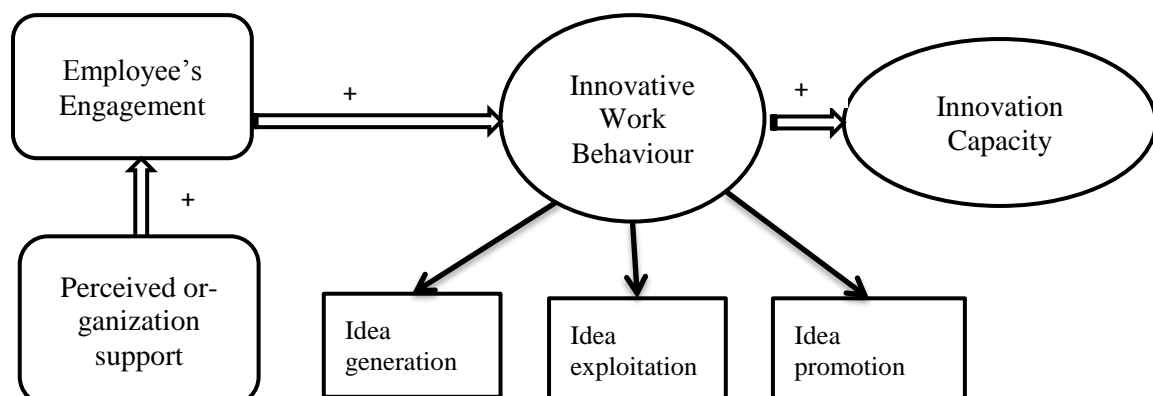 Employee’s
Engagement
+
Innovative
Work
Behaviour
+
Innovation
Capacity
+
Perceived or-
ganization
support
Idea
generation
Idea
exploitation
Idea
promotion